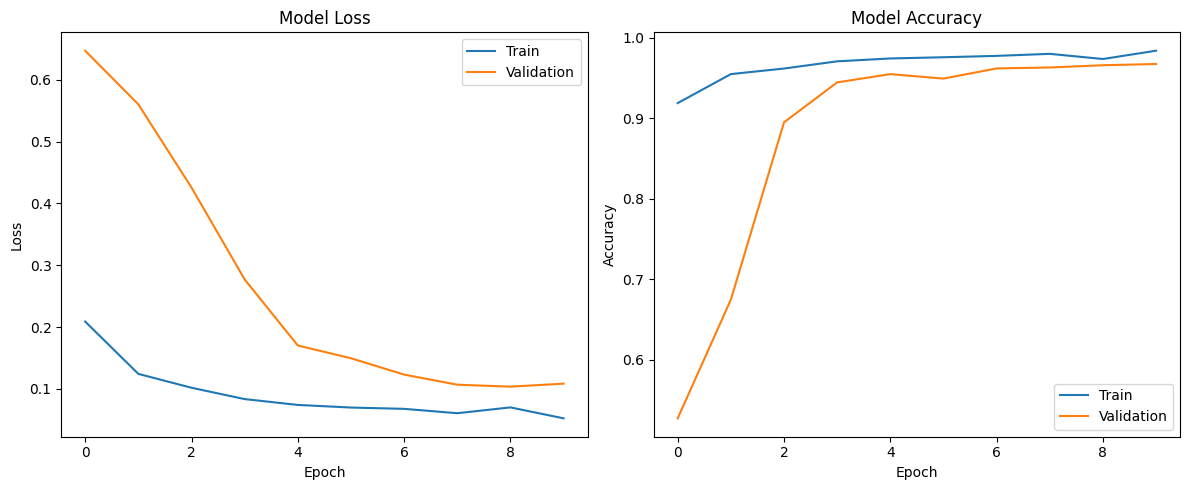 Model Loss
Train
Validation
0.6
0.5
0.4
0.3
0.2
0.1
Loss
0 2 4 6 8
Epoch
Model Accuracy
1.0
0.9
0.8
0.7
0.6
Accuracy
Train
Validation
0 2 4 6 8
Epoch